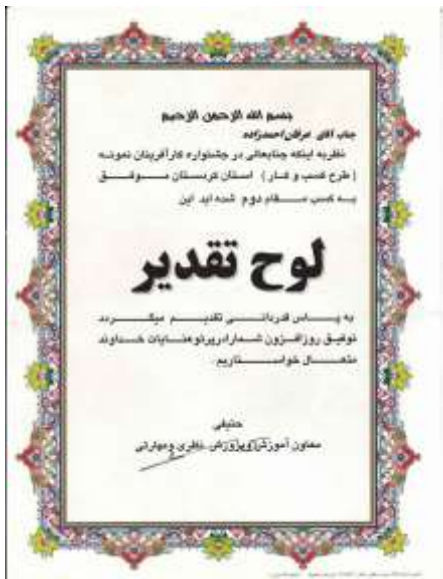 بسم الله الرحمن الرحیم
جناب آقای عرفان احمدزاده
نظر به اینکه جنابعالی در جشنواره کارآفرینان نمونه
(طرح کسب و کار) استان کردستان موفق
به کسب مقام دوم شده اید این
لوح تقدیر
به پاس قدردانی تقدیم میگردد
توفیق روزافزون شما را در پرتو عنایات خداوند
متعال خواستاریم.
حنیفی
معاون آموزش و پرورش نظری و مهارتی